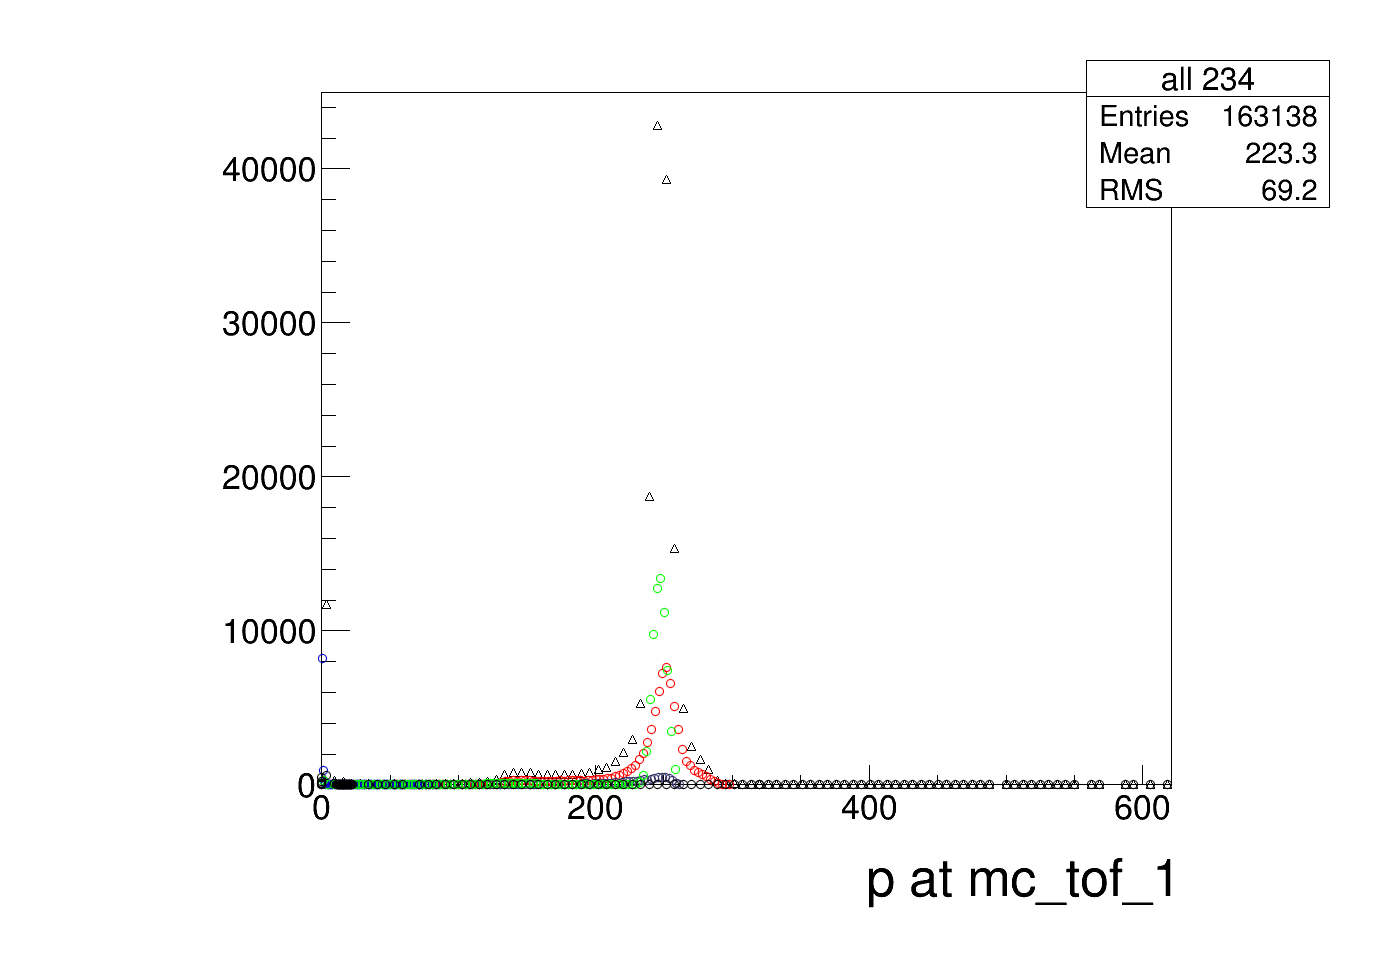 all 234
Entries 163138
Mean 223.3
RMS 69.2
40000
30000
20000
10000
0
0 200 400 600
p at mc_tof_1